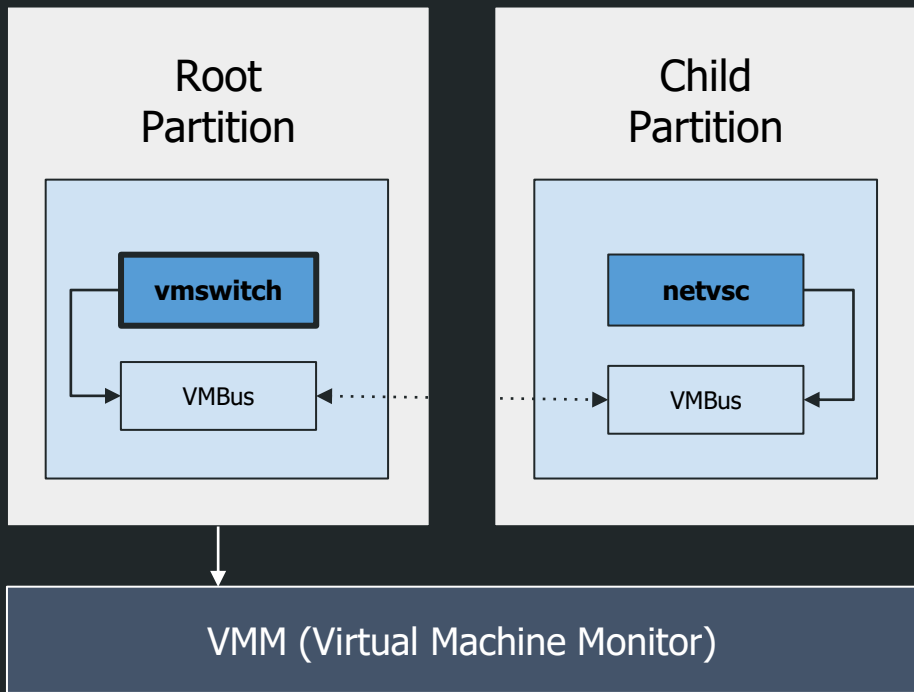 Root
Partition
vmswitch
VMBus
Child
Partition
netvsc
VMBus
VMM (Virtual Machine Monitor)